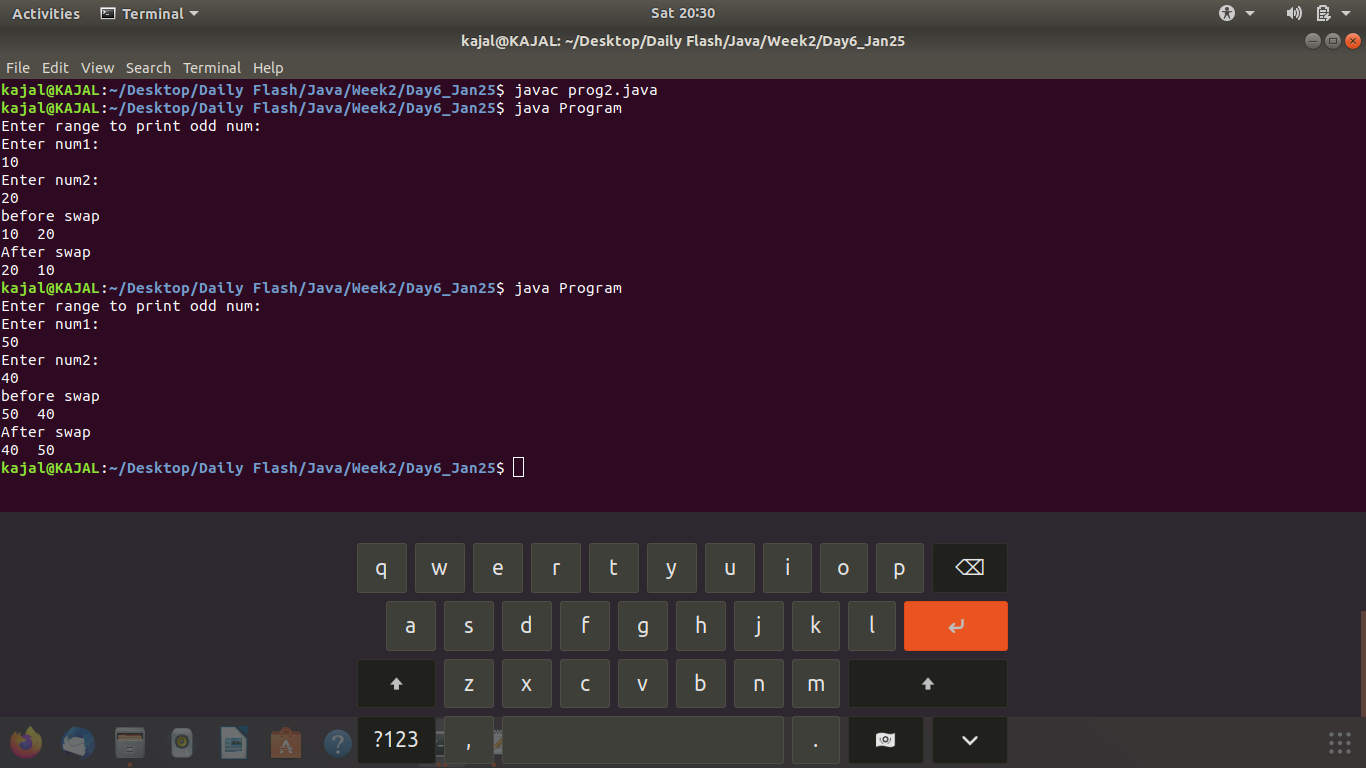 Activities Terminal Sat 20:30
kajal@KAJAL: ~/Desktop/Daily Flash/Java/Week2/Day6_Jan25
File Edit View Search Terminal Help
kajal@KAJAL:~/Desktop/Daily Flash/Java/Week2/Day6_Jan25$ javac prog2.java
kajal@KAJAL:~/Desktop/Daily Flash/Java/Week2/Day6_Jan25$ java Program
Enter range to print odd num:
Enter num1:
10
Enter num2:
20
before swap
10  20
After swap
20  10
kajal@KAJAL:~/Desktop/Daily Flash/Java/Week2/Day6_Jan25$ java Program
Enter range to print odd num:
Enter num1:
50
Enter num2:
40
before swap
50  40
After swap
40  50
kajal@KAJAL:~/Desktop/Daily Flash/Java/Week2/Day6_Jan25$
q w e r t y u i o p
a s d f g h j k l
z x c v b n m
?123 , .